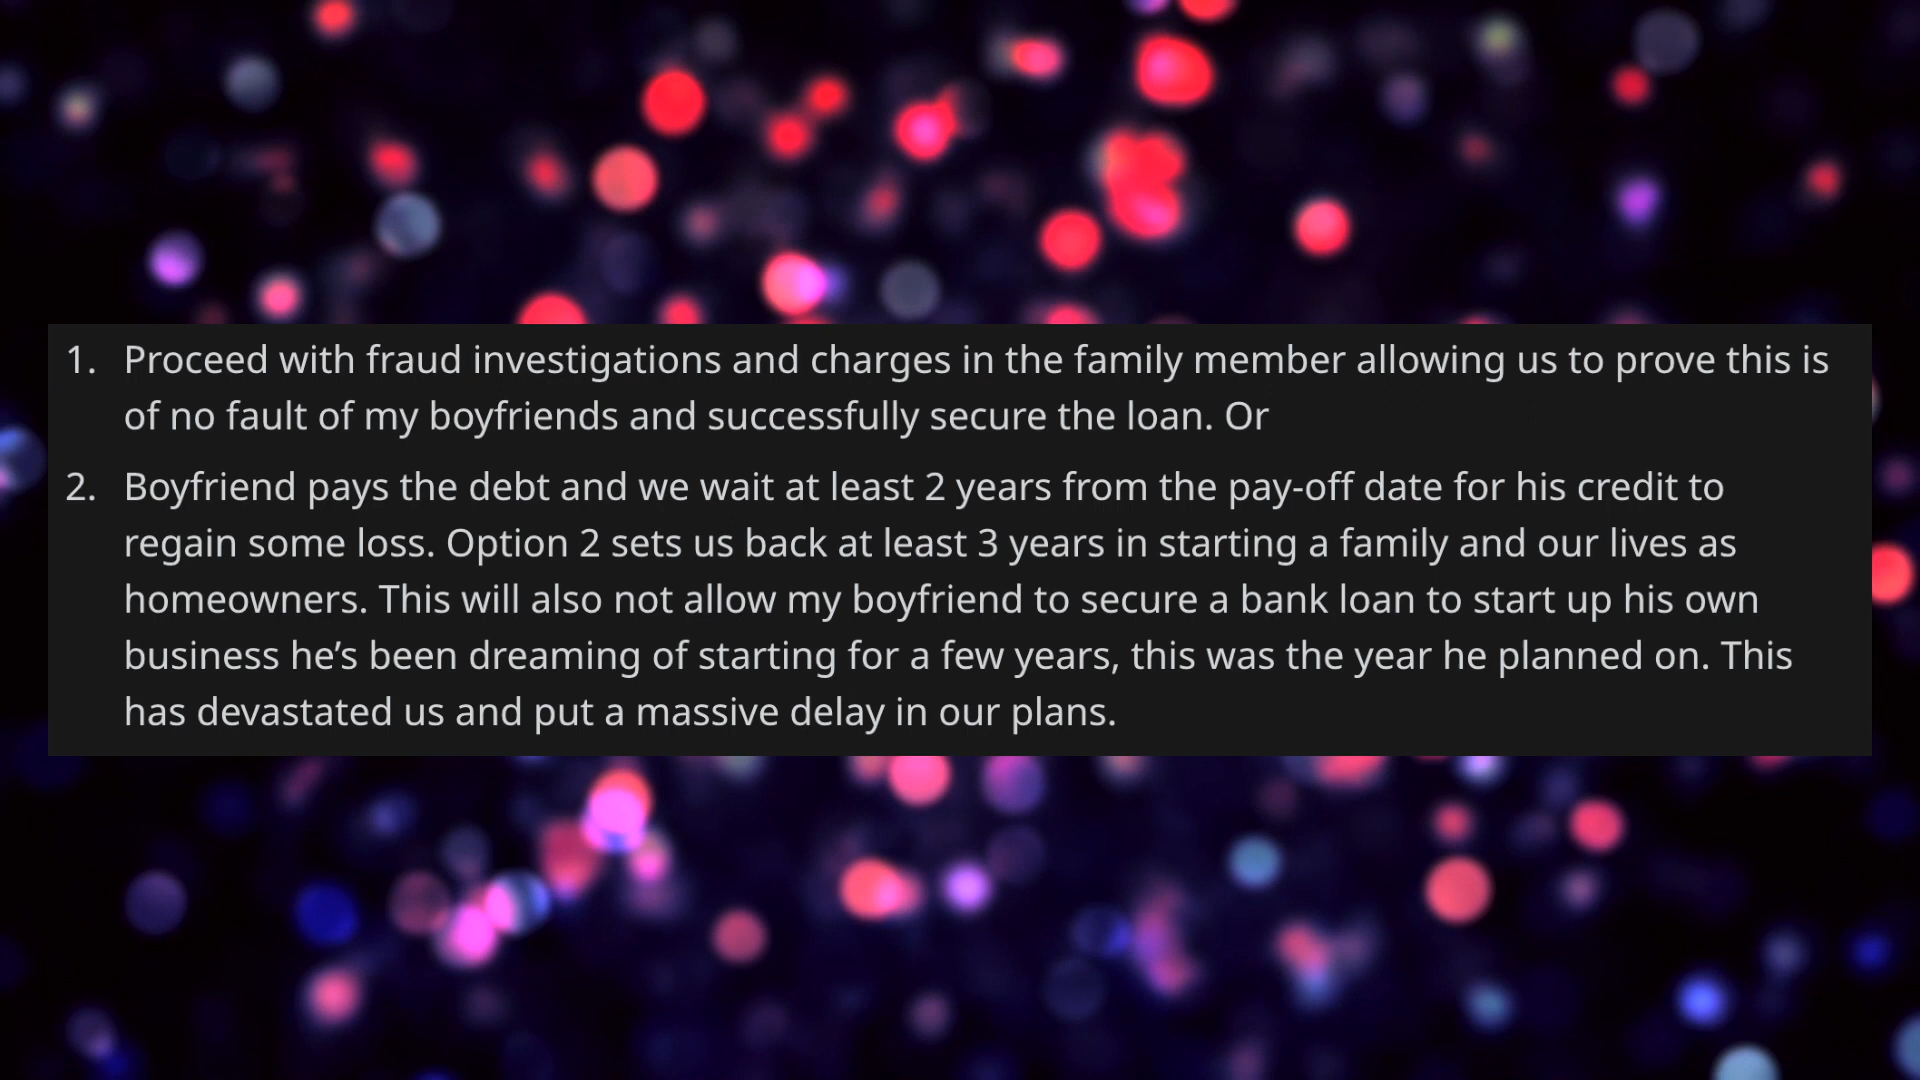 1. Proceed with fraud investigations and charges in the family member allowing us to prove this is
of no fault of my boyfriends and successfully secure the loan. Or
2. Boyfriend pays the debt and we wait at least 2 years from the pay-off date for his credit to
regain some loss. Option 2 sets us back at least 3 years in starting a family and our lives as
homeowners. This will also not allow my boyfriend to secure a bank loan to start up his own
business he’s been dreaming of starting for a few years, this was the year he planned on. This
has devastated us and put a massive delay in our plans.